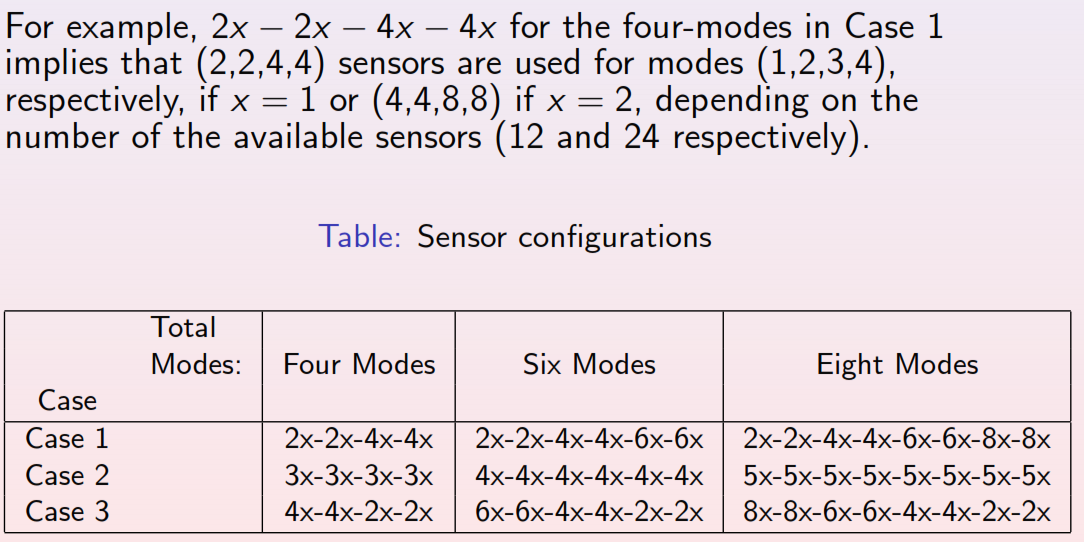 For example, 2x − 2x − 4x − 4x for the four-modes in Case 1
implies that (2,2,4,4) sensors are used for modes (1,2,3,4),
respectively, if x = 1 or (4,4,8,8) if x = 2, depending on the
number of the available sensors (12 and 24 respectively).
Table: Sensor configurations
Total
Modes: Four Modes Six Modes Eight Modes
Case
Case 1 2x-2x-4x-4x 2x-2x-4x-4x-6x-6x 2x-2x-4x-4x-6x-6x-8x-8x
Case 2 3x-3x-3x-3x 4x-4x-4x-4x-4x-4x 5x-5x-5x-5x-5x-5x-5x-5x
Case 3 4x-4x-2x-2x 6x-6x-4x-4x-2x-2x 8x-8x-6x-6x-4x-4x-2x-2x